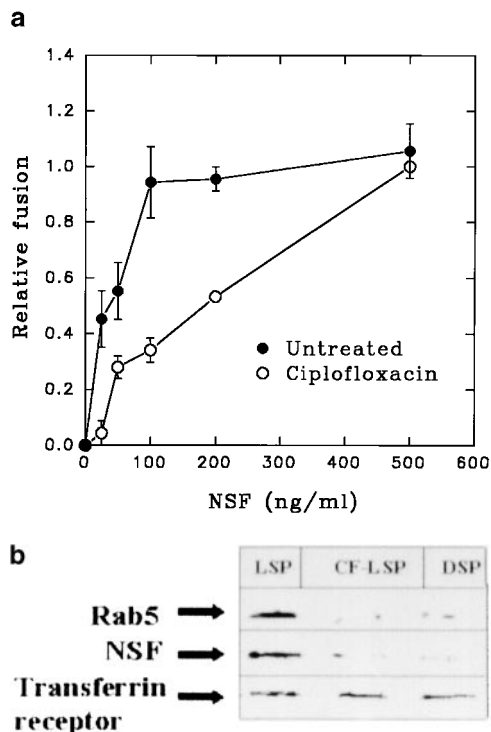 a
1.4
1.2
1.0
0.8
0.6
0.4
0.2
0.0
Relative fusion
Untreated
Ciplofloxacin
0 100 200 300 400 500 600
NSF (ng/ml)
b
LSP CF-LSP DSP
Rab5
NSF
Transferrin
receptor